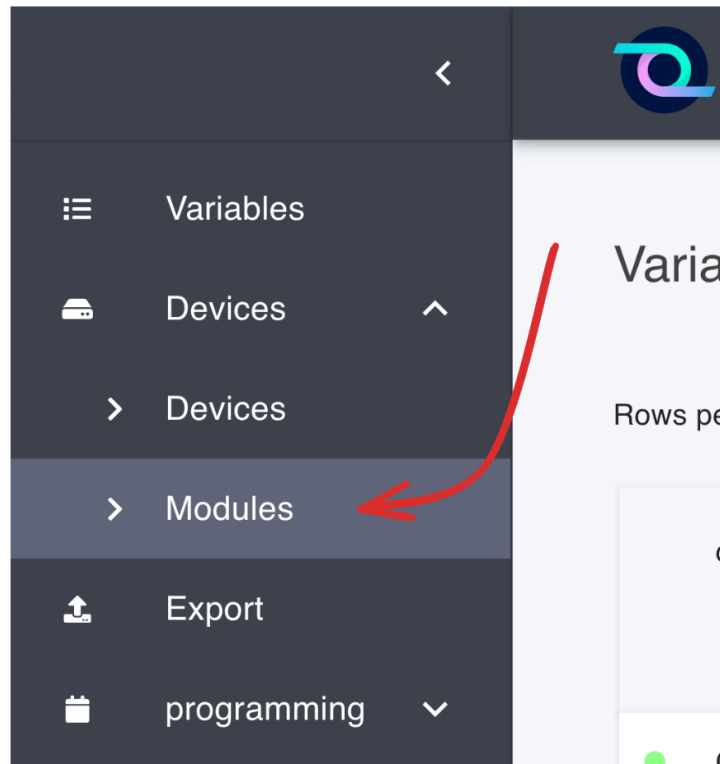 Variables
Devices
Devices
Modules
Export
programming
Varia
Rows pe